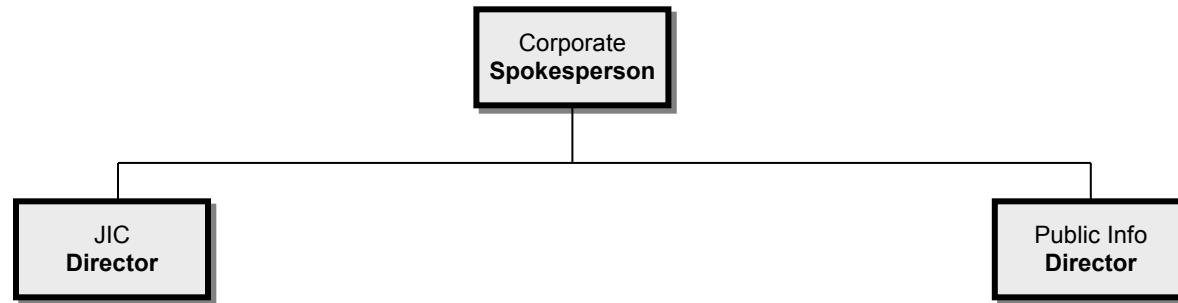 Corporate
Spokesperson
JIC
Director
Public Info
Director